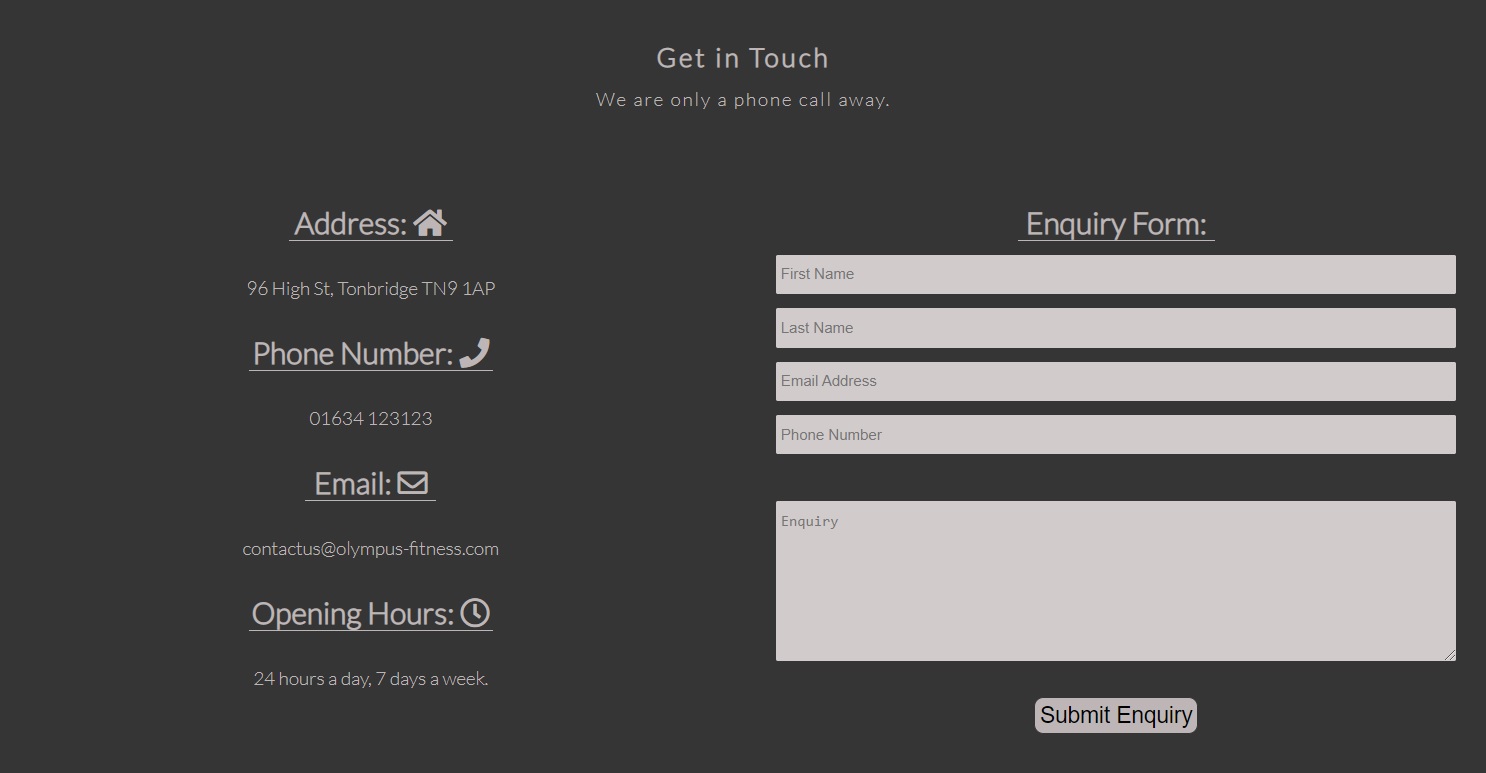 Get in Touch
We are only a phone call away.
Address:
96 High St, Tonbridge TN9 1AP
Phone Number:
01634 123123
Email:
contactus@olympus-fitness.com
Opening Hours:
24 hours a day, 7 days a week.
Enquiry Form:
First Name
Last Name
Email Address
Phone Number
Enquiry
Submit Enquiry